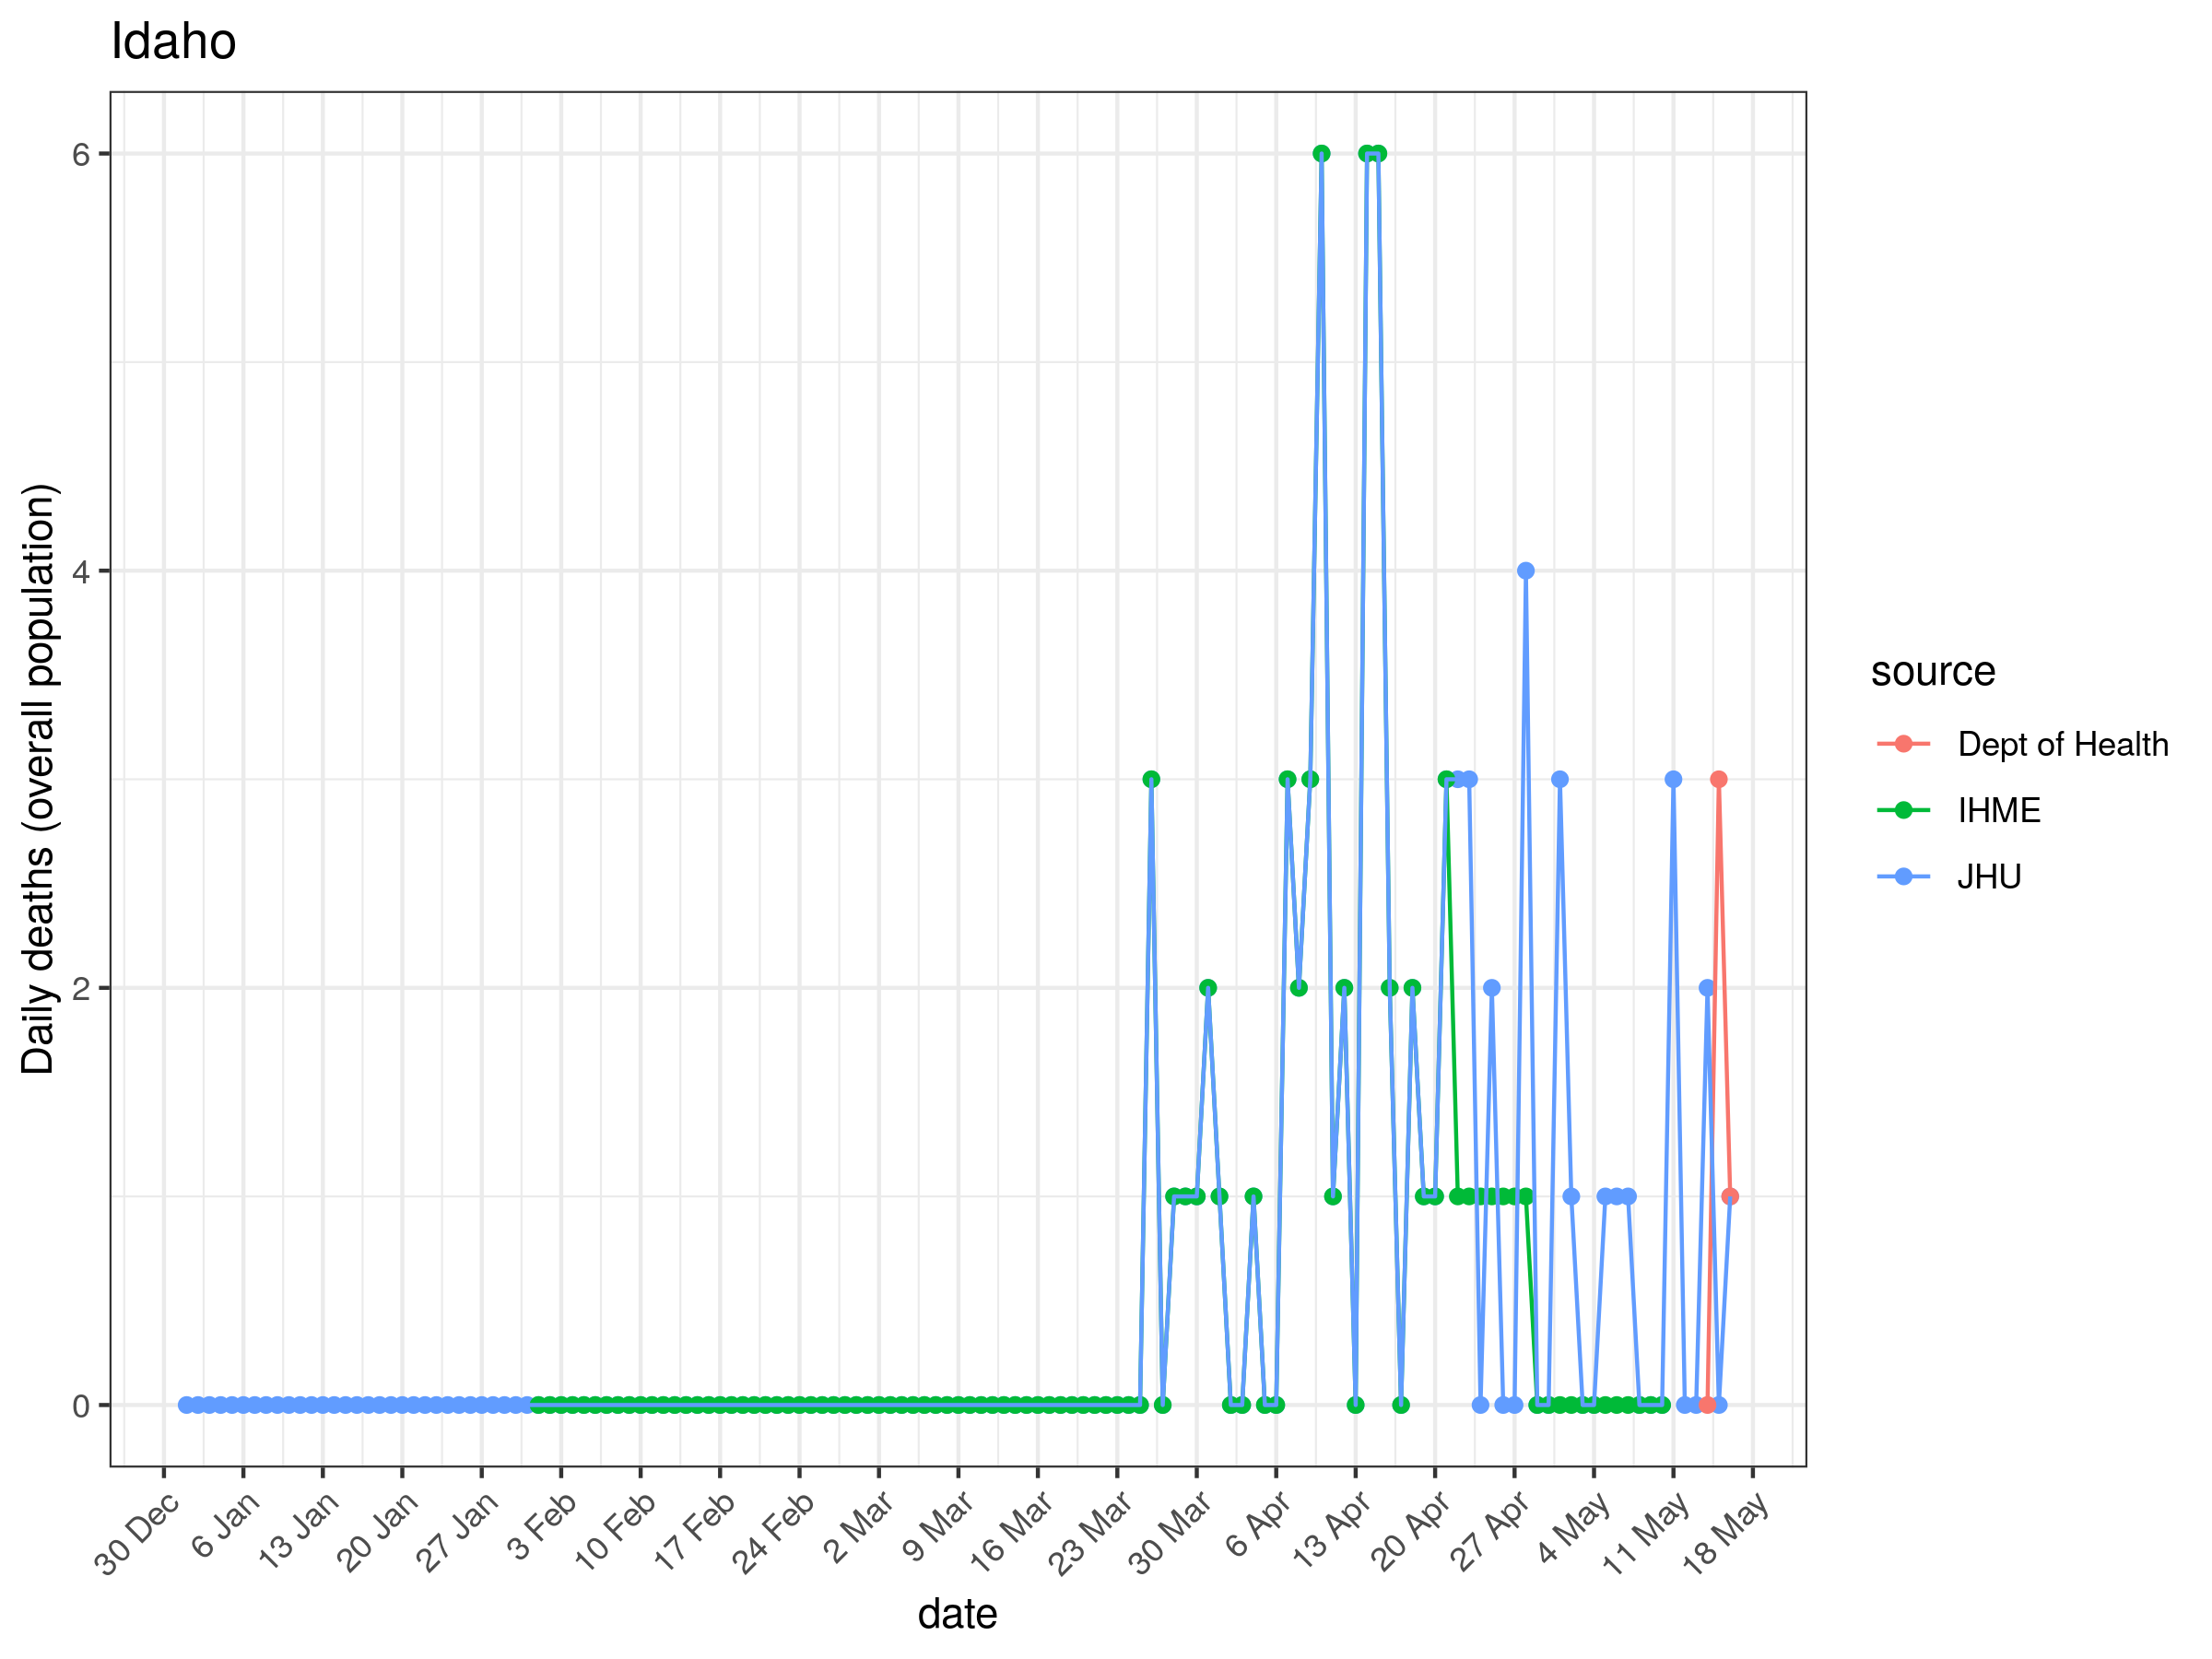 Idaho
Daily deaths (overall population)
6
4
2
0
30 Dec
6 Jan
13 Jan
20 Jan
27 Jan
3 Feb
10 Feb
17 Feb
24 Feb
2 Mar
9 Mar
16 Mar
23 Mar
30 Mar
6 Apr
13 Apr
20 Apr
27 Apr
4 May
11 May
18 May
date
source
Dept of Health
IHME
JHU